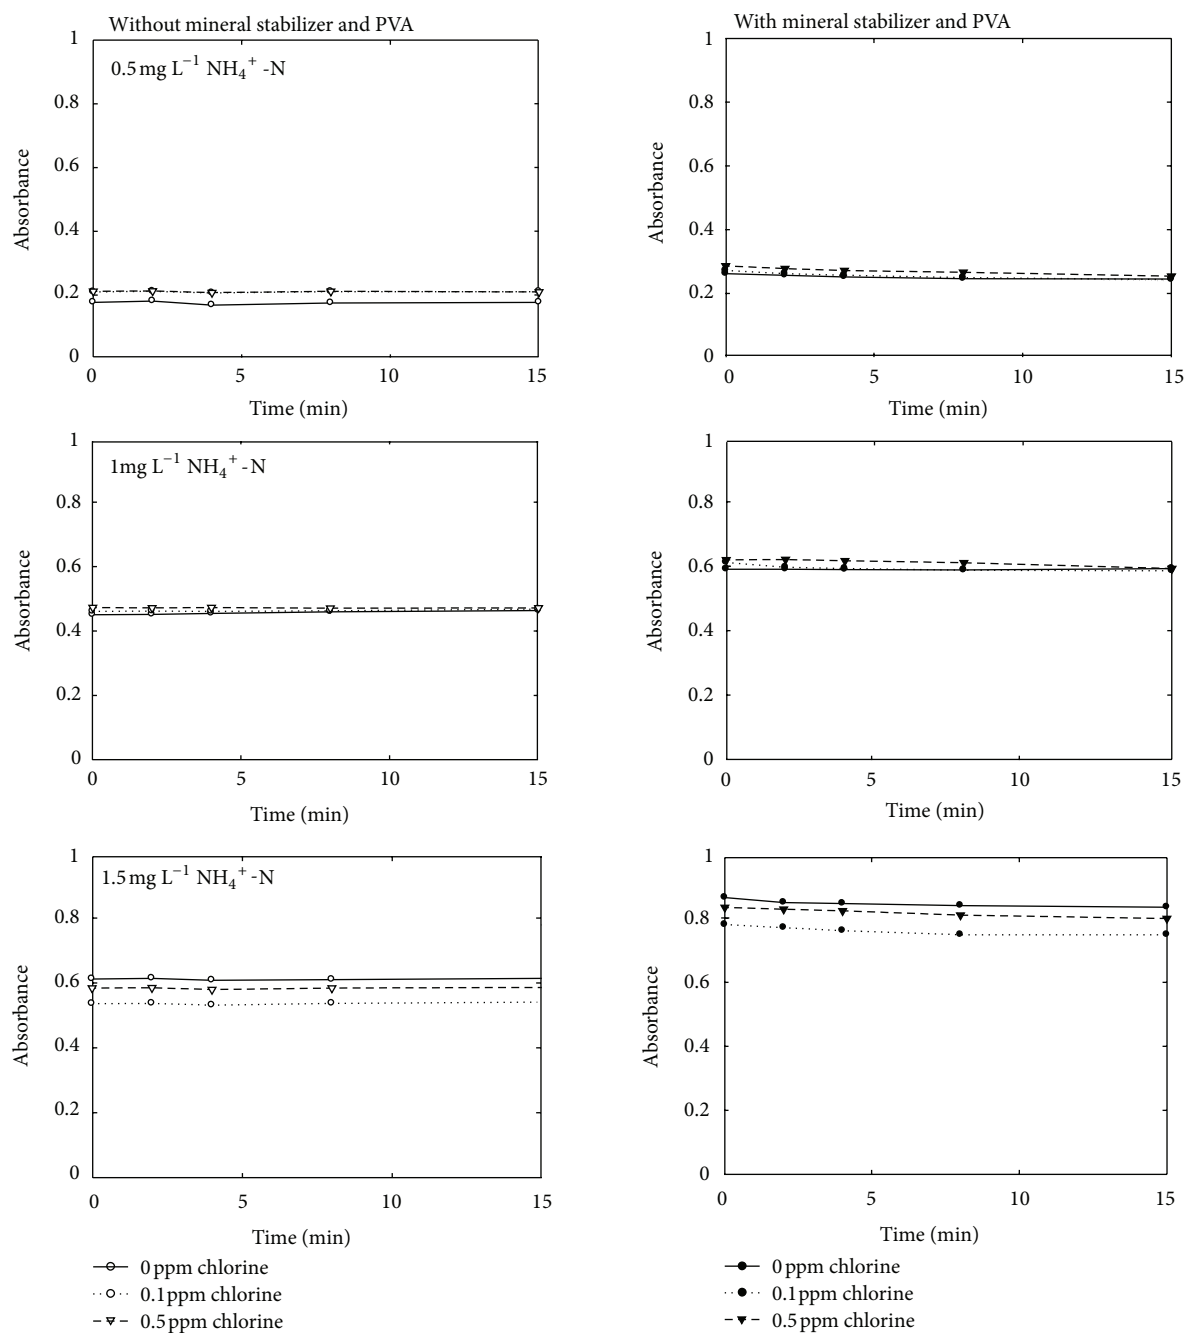 Without mineral stabilizer and PVA
0.5 mg L⁻¹ NH₄⁺ -N
1
0.8
0.6
0.4
0.2
0
Absorbance
0 5 10 15
Time (min)
With mineral stabilizer and PVA
1
0.8
0.6
0.4
0.2
0
Absorbance
0 5 10 15
Time (min)
1mg L⁻¹ NH₄⁺ -N
1
0.8
0.6
0.4
0.2
0
Absorbance
0 5 10 15
Time (min)
1
0.8
0.6
0.4
0.2
0
Absorbance
0 5 10 15
Time (min)
1.5 mg L⁻¹ NH₄⁺ -N
1
0.8
0.6
0.4
0.2
0
Absorbance
0 5 10 15
Time (min)
0 ppm chlorine
0.1ppm chlorine
0.5 ppm chlorine
1
0.8
0.6
0.4
0.2
0
Absorbance
0 5 10 15
Time (min)
0 ppm chlorine
0.1ppm chlorine
0.5 ppm chlorine